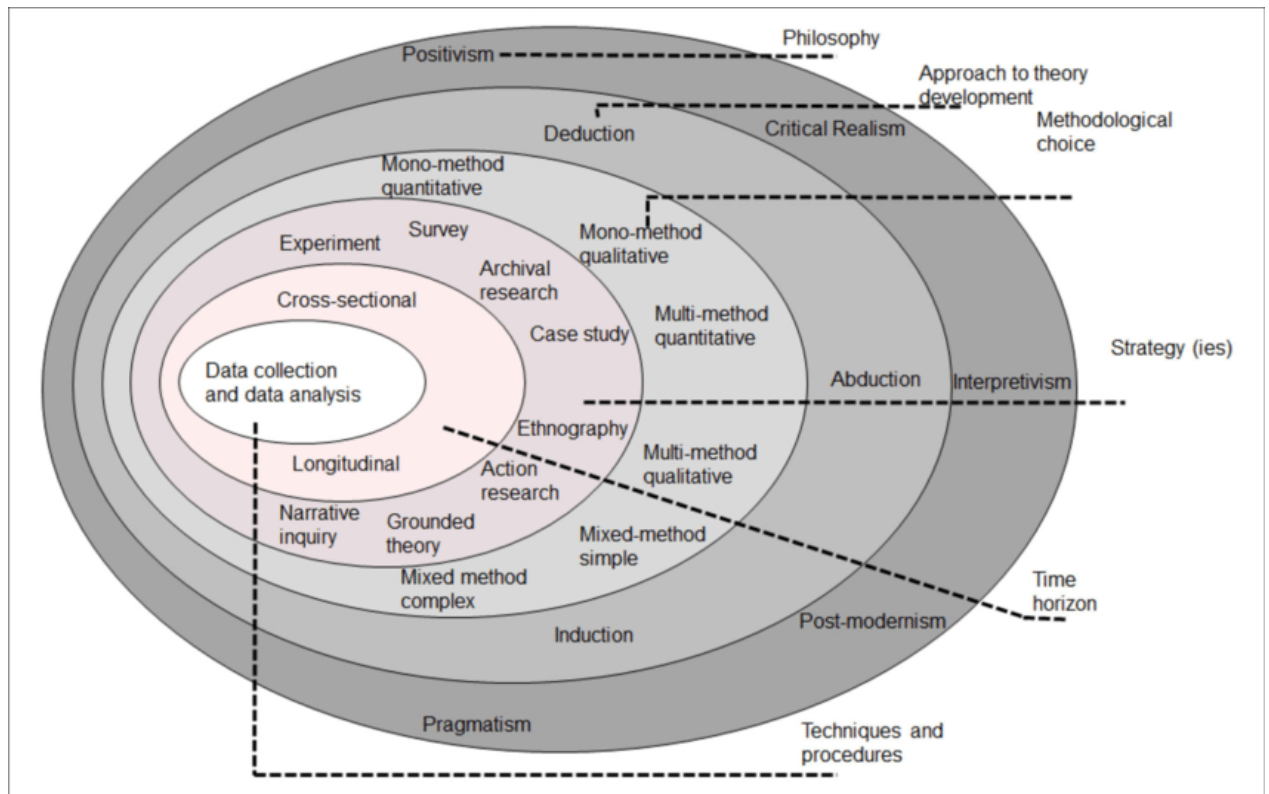 Philosophy
Positivism
Approach to theory
development
Methodological
choice
Critical Realism
Deduction
Mono-method
quantitative
Survey
Experiment
Mono-method
qualitative
Archival
research
Cross-sectional
Multi-method
quantitative
Case study
Strategy (ies)
Data collection
and data analysis
Abduction
Interpretivism
Ethnography
Multi-method
qualitative
Longitudinal
Action
research
Narrative
inquiry
Grounded
theory
Mixed-method
simple
Mixed method
complex
Time
horizon
Post-modernism
Induction
Pragmatism
Techniques and
procedures